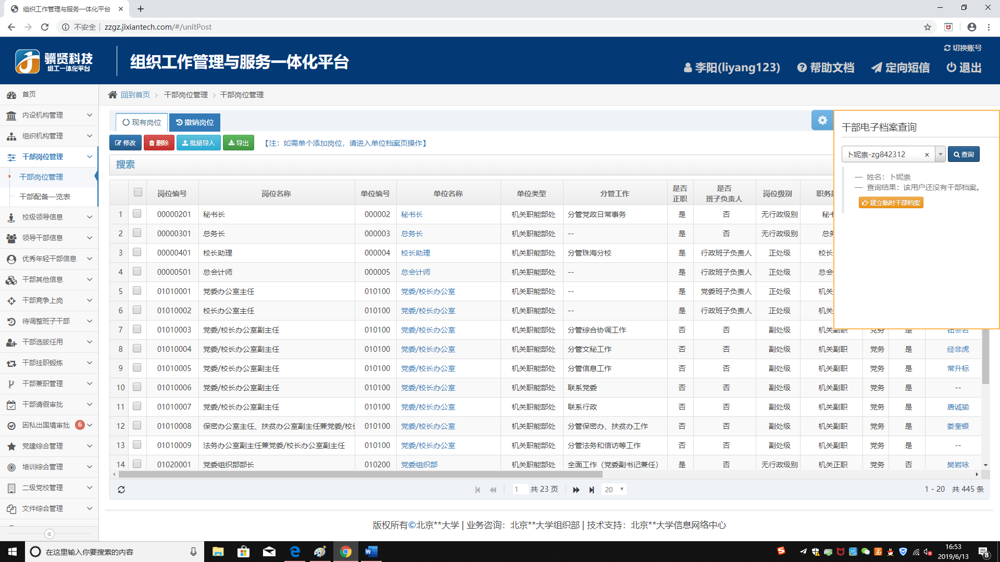 组织工作管理与服务一体化平台
不安全 zzgz.jixiantech.com/#/unitPost
骥贤科技
组工一体化平台
组织工作管理与服务一体化平台
切换账号
李阳(liyang123) 帮助文档 定向短信 退出
首页
内设机构管理
组织机构管理
干部岗位管理
干部岗位管理
干部配备一览表
校级领导信息
领导干部信息
优秀年轻干部信息
干部其他信息
干部竞争上岗
待调整班子干部
干部选拔任用
干部挂职锻炼
干部兼职管理
干部请假审批
因私出国境审批 6
党建综合管理
培训综合管理
二级党校管理
文件综合管理
回到首页 > 干部岗位管理 > 干部岗位管理
现有岗位 撤销岗位
修改 删除 批量导入 导出 【注：如需单个添加岗位，请进入单位档案页操作】
搜索
干部电子档案查询
卜妮崇-zg842312 × 查询
— 姓名：卜妮崇
— 查询结果：该用户还没有干部档案。
建立临时干部档案
岗位编号 岗位名称 单位编号 单位名称 单位类型 分管工作 是否正职 是否班子负责人 岗位级别
1 00000201 秘书长 000002 秘书长 机关职能部处 分管党政日常事务 是 否 无行政级别
2 00000301 总务长 000003 总务长 机关职能部处 -- 是 否 无行政级别
3 00000401 校长助理 000004 校长助理 机关职能部处 分管珠海分校 是 行政班子负责人 正处级 校长
4 00000501 总会计师 000005 总会计师 机关职能部处 -- 是 行政班子负责人 正处级 总会
5 01010001 党委办公室主任 010100 党委/校长办公室 机关职能部处 -- 是 党委班子负责人 正处级 机关
6 01010002 校长办公室主任 010100 党委/校长办公室 机关职能部处 -- 是 行政班子负责人 正处级 机关
7 01010003 党委/校长办公室副主任 010100 党委/校长办公室 机关职能部处 分管综合协调工作 否 否 副处级 机关副职 党务 是
8 01010004 党委/校长办公室副主任 010100 党委/校长办公室 机关职能部处 分管文秘工作 否 否 副处级 机关副职 党务 是 经非虎
9 01010005 党委/校长办公室副主任 010100 党委/校长办公室 机关职能部处 分管信息工作 否 否 副处级 机关副职 党务 是 常升标
10 01010006 党委/校长办公室副主任 010100 党委/校长办公室 机关职能部处 联系党委 否 否 副处级 机关副职 党务 是 --
11 01010007 党委/校长办公室副主任 010100 党委/校长办公室 机关职能部处 联系行政 否 否 副处级 机关副职 党务 是 唐诚瑜
12 01010008 保密办公室主任、扶贫办公室副主任兼党委/校 010100 党委/校长办公室 机关职能部处 分管保密办、扶贫办工作 否 否 副处级 机关副职 党务 是 娄奎银
13 01010009 法务办公室副主任兼党委/校长办公室副主任 010100 党委/校长办公室 机关职能部处 分管法务和信访等工作 否 否 副处级 机关副职 党务 是 --
14 01020001 党委组织部部长 010200 党委组织部 机关职能部处 全面工作（党委副书记兼任） 是 否 无行政级别 机关正职 党务 否 樊岩咏
1 共 23 页 20 1 - 20 共 445 条
版权所有©北京**大学 | 业务咨询：北京**大学组织部 | 技术支持：北京**大学信息网络中心
在这里输入你要搜索的内容
16:53
2019/6/13
8